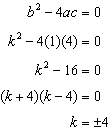 b² − 4ac = 0
k² − 4(1)(4) = 0
k² − 16 = 0
(k + 4)(k − 4) = 0
k = ±4